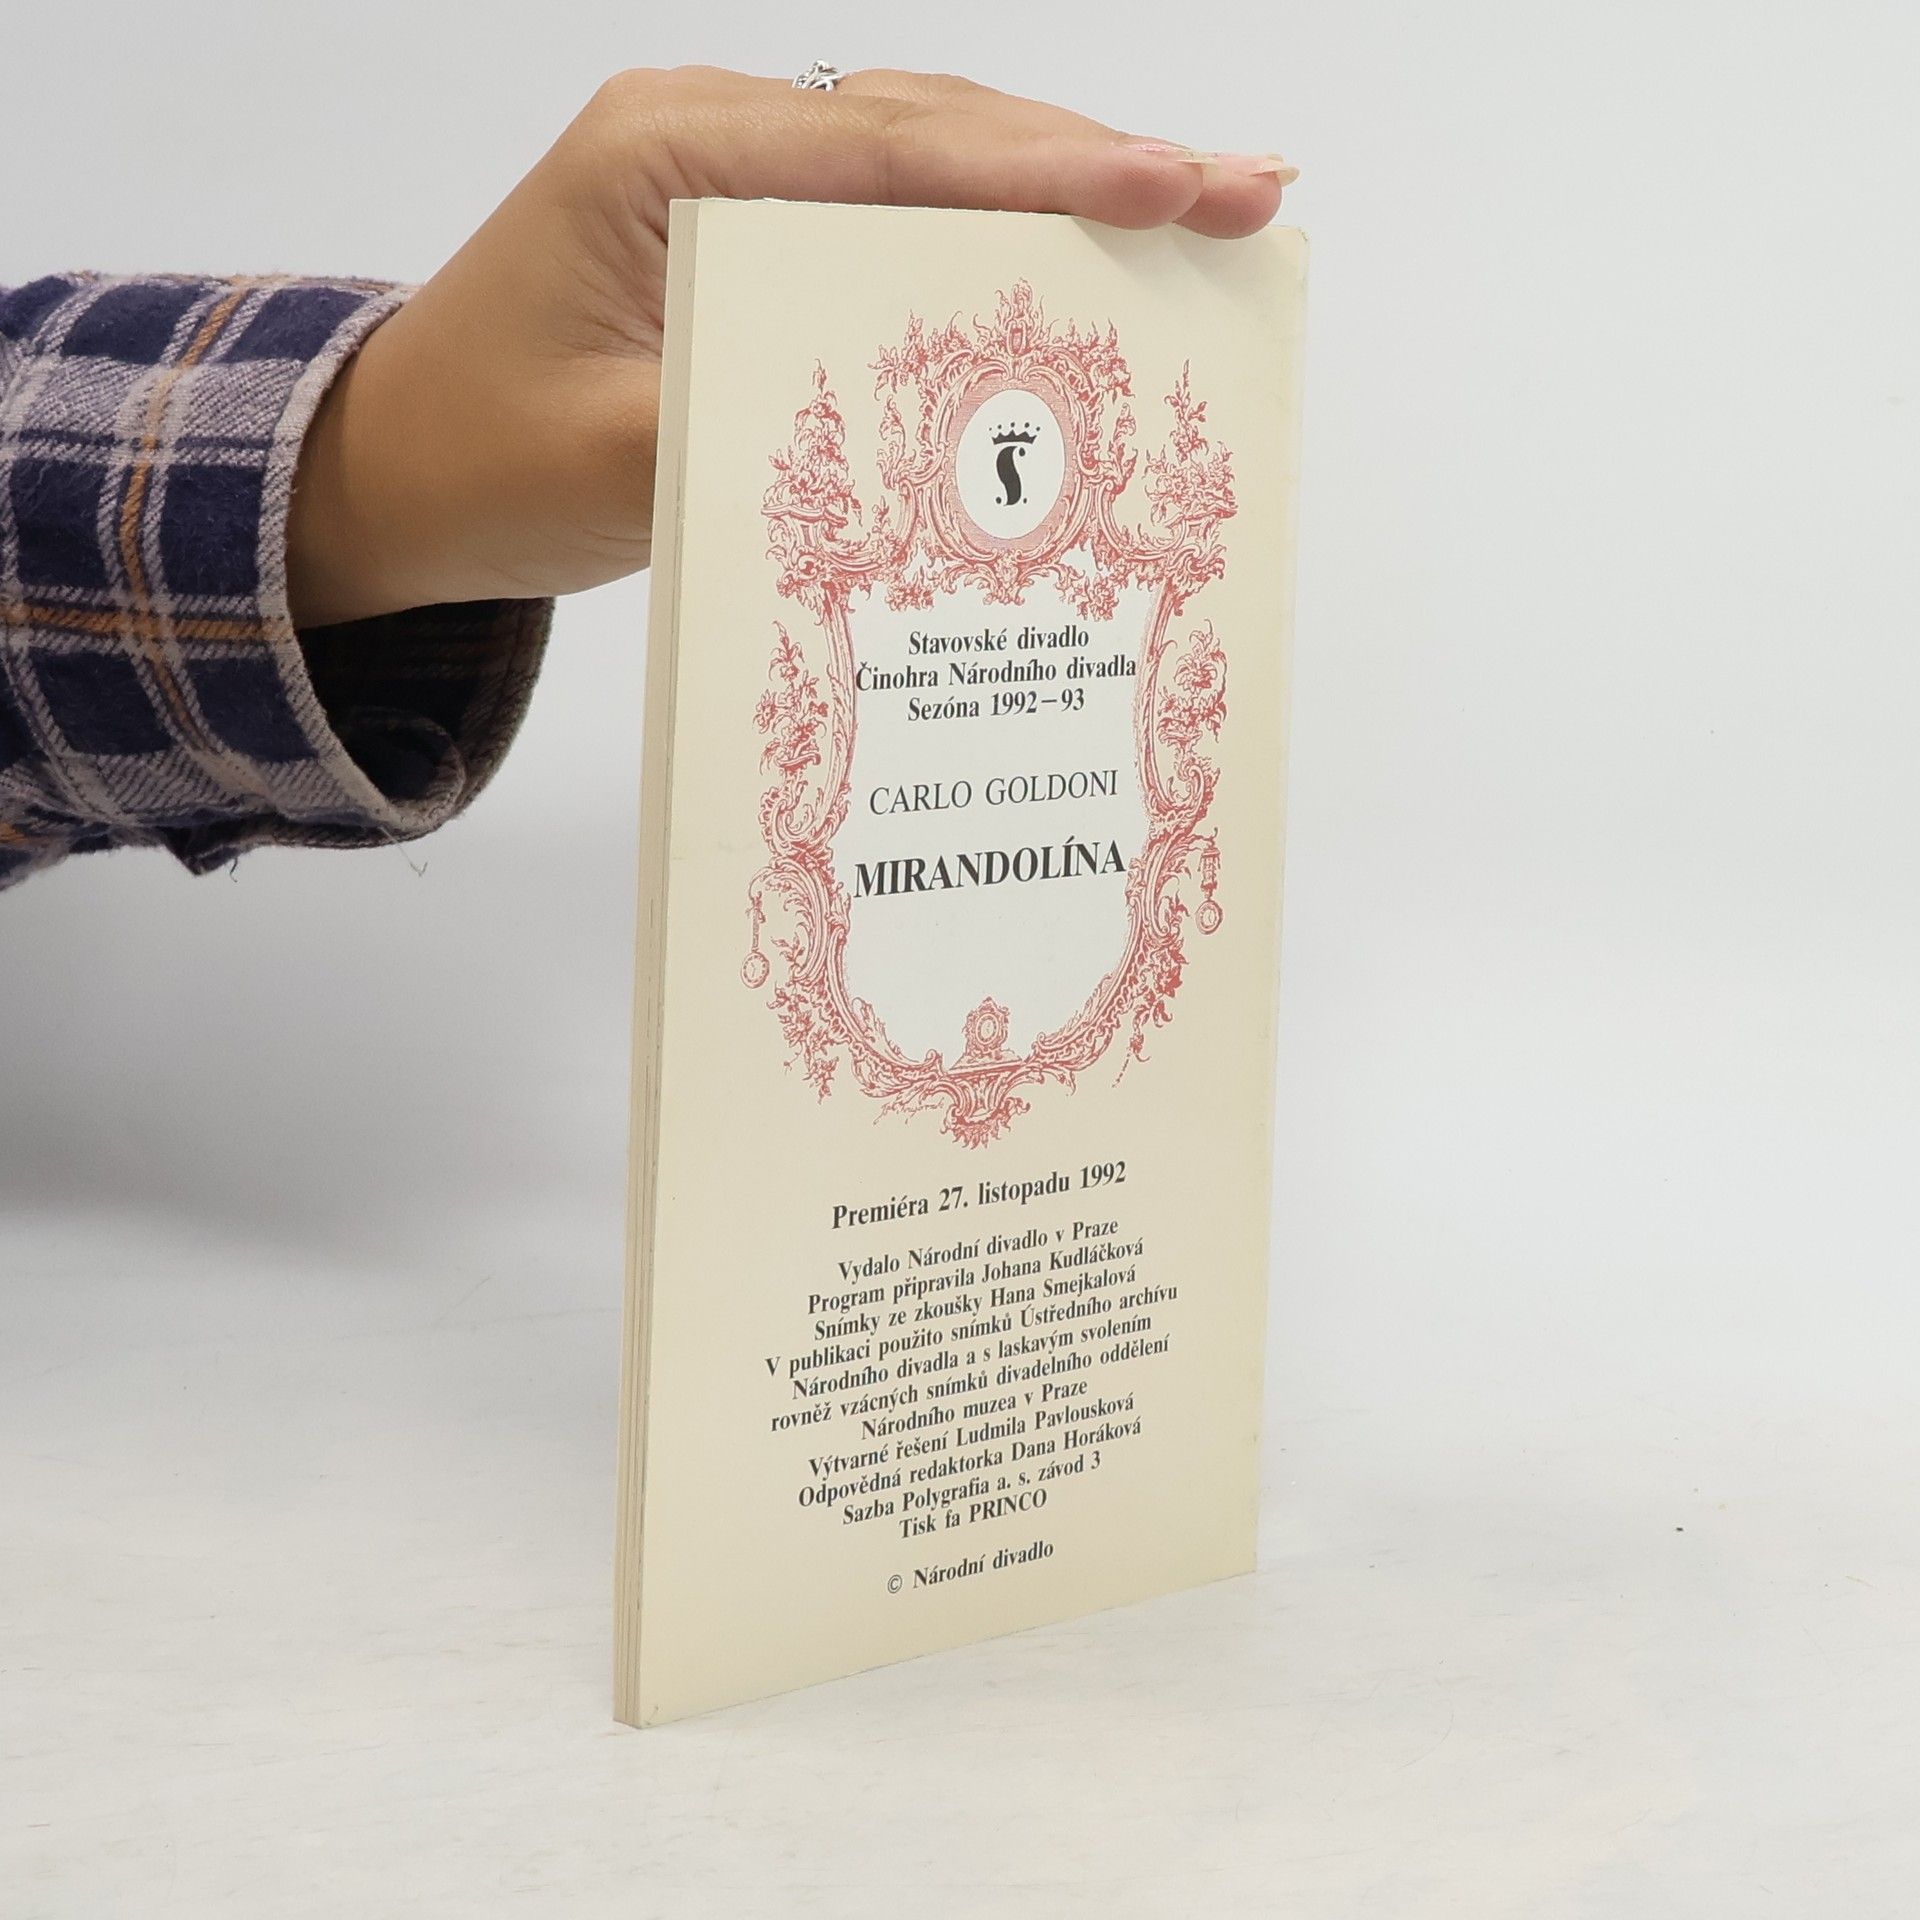 S.
Stavovské divadlo
Činohra Národního divadla
Sezóna 1992–93
CARLO GOLDONI
MIRANDOLÍNA
Premiéra 27. listopadu 1992
Vydalo Národní divadlo v Praze
Program připravila Johana Kudláčková
Snímky ze zkoušky Hana Smejkalová
V publikaci použito snímků Ústředního archívu
Národního divadla a s laskavým svolením
rovněž vzácných snímků divadelního oddělení
Národního muzea v Praze
Výtvarné řešení Ludmila Pavlousková
Odpovědná redaktorka Dana Horáková
Sazba Polygrafia a. s. závod 3
Tisk fa PRINCO
© Národní divadlo